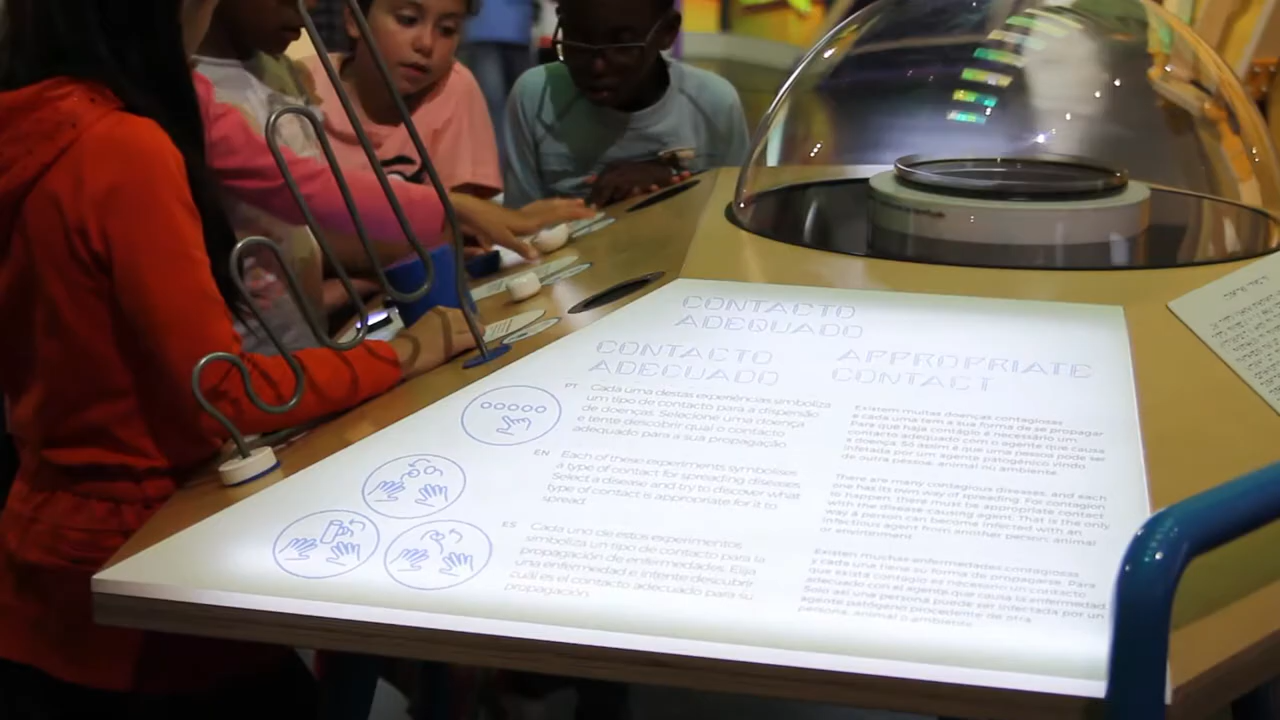 CONTACTO
ADEQUADO
CONTACTO
ADECUADO
APPROPRIATE
CONTACT
PT
Cada uma destas experiências simboliza
um tipo de contacto para a dispersão
de doenças. Selecione uma doença
e tente descobrir qual o contacto
adequado para a sua propagação.
EN
Each of these experiments symbolises
a type of contact for spreading diseases.
Select a disease and try to discover what
type of contact is appropriate for it to
spread.
ES
Cada uno de estos experimentos
simboliza un tipo de contacto para la
propagación de enfermedades. Elija
una enfermedad e intente descubrir
cuál es el contacto adecuado para su
propagación.
Existem muitas doenças contagiosas
e cada uma tem a sua forma de se propagar.
Para que haja contágio é necessário um
contacto adequado com o agente que causa
a doença. Só assim é que uma pessoa pode ser
infetada por um agente patogénico vindo
de outra pessoa, animal ou ambiente.
There are many contagious diseases, and each
one has its own way of spreading. For contagion
to happen, there must be appropriate contact
with the disease causing agent. That is the only
way a person can become infected with an
infectious agent from another person, animal
or environment.
Existen muchas enfermedades contagiosas
y cada una tiene su forma de propagarse. Para
que exista contagio es necesario un contacto
adecuado con el agente que causa la enfermedad.
Solo así una persona puede ser infectada por un
agente patógeno procedente de otra
persona, animal o ambiente.